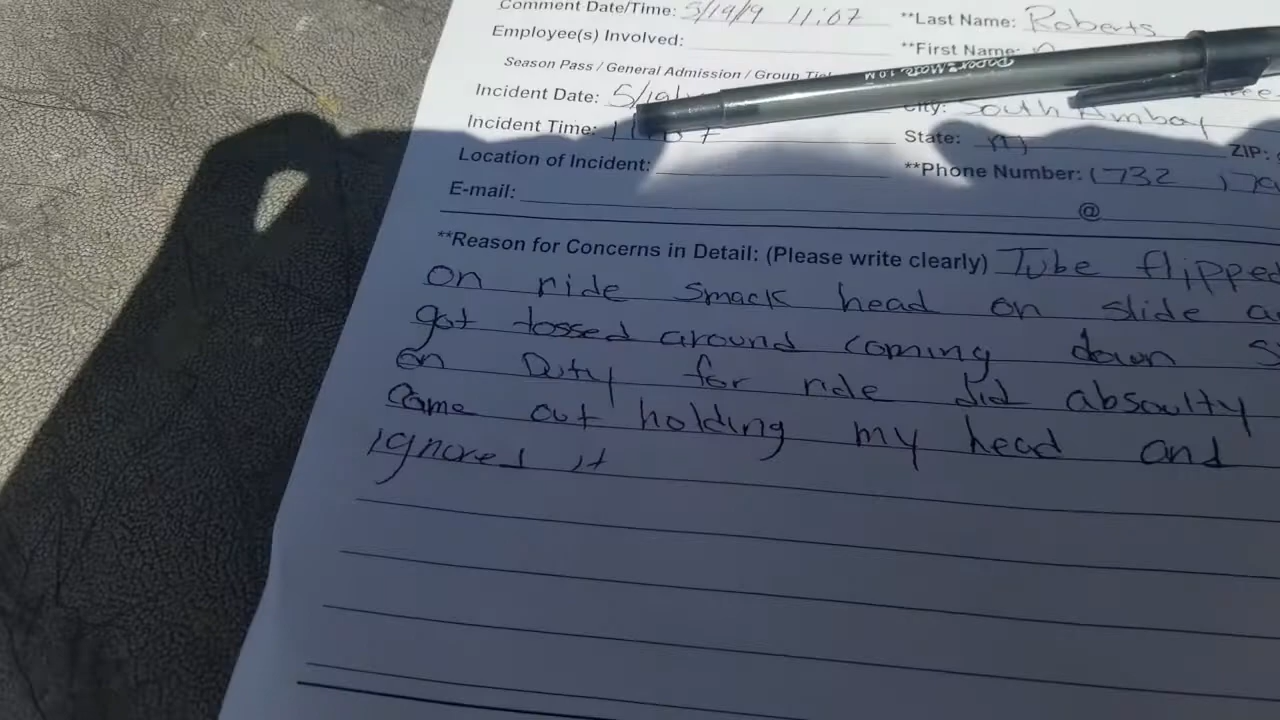 Comment Date/Time: 5/19/19 11:07 **Last Name: Roberts
Employee(s) Involved: **First Name:
Season Pass / General Admission / Group
Incident Date: 5/19/ City: South Amboy
Incident Time: State: NJ ZIP:
Location of Incident: **Phone Number: (732 )79
E-mail: @
**Reason for Concerns in Detail: (Please write clearly) Tube flipped
on ride smack head on slide
got tossed around coming down
on Duty for ride did absoulty
Came out holding my head and
ignored it